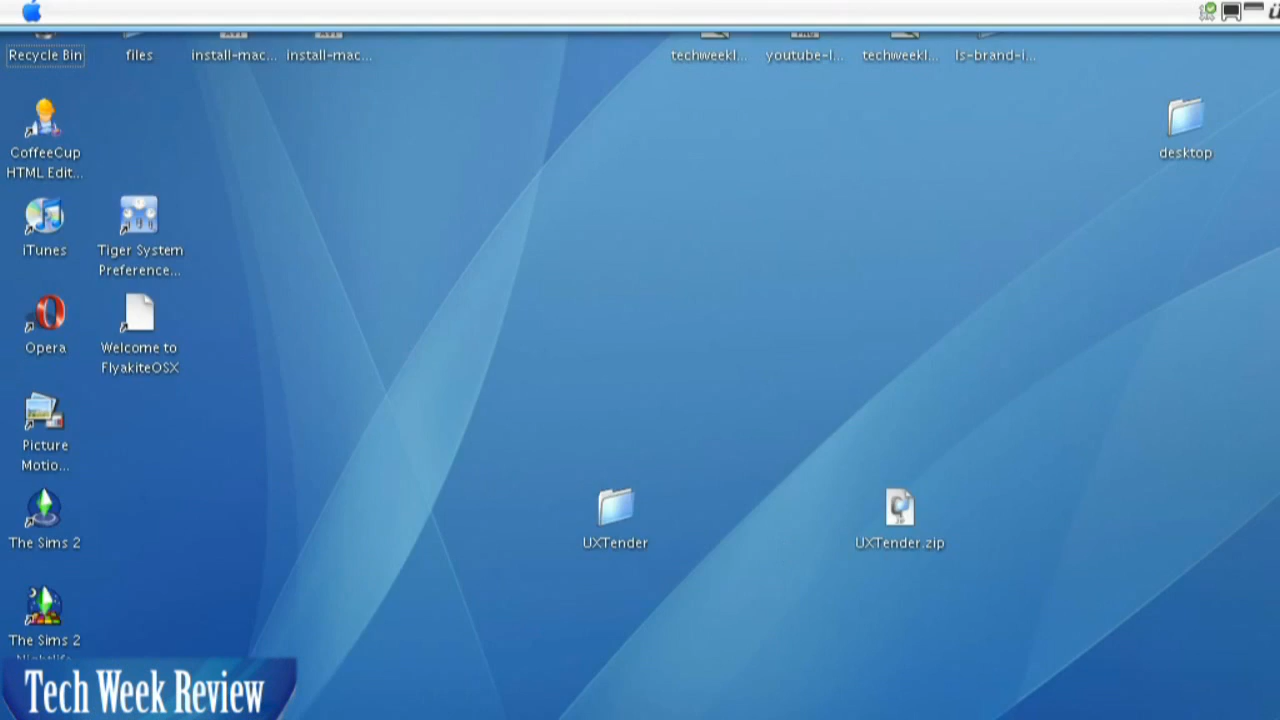 Recycle Bin
files
install-mac...
install-mac...
techweekl...
youtube-l...
techweekl...
ls-brand-i...
CoffeeCup
HTML Edit...
desktop
iTunes
Tiger System
Preference...
Opera
Welcome to
FlyakiteOSX
Picture
Motio...
The Sims 2
UXTender
UXTender.zip
The Sims 2
Tech Week Review